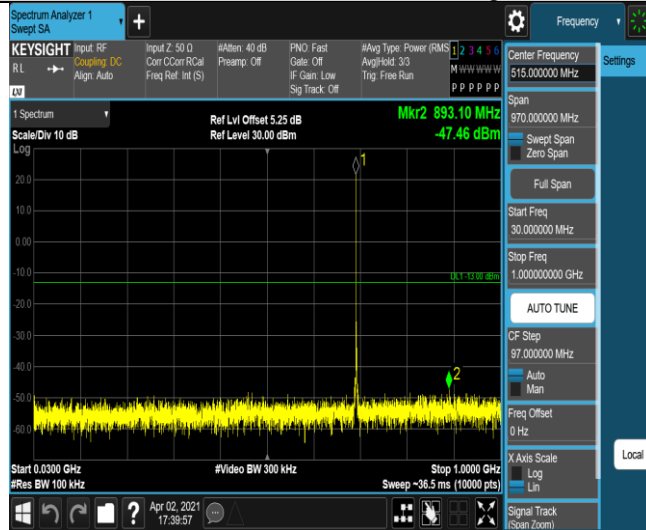 Spectrum Analyzer 1
Swept SA
+
Frequency
KEYSIGHT
RL
LXI
Input: RF
Coupling: DC
Align: Auto
Input Z: 50 Ω
Corr CCorr RCal
Freq Ref: Int (S)
#Atten: 40 dB
Preamp: Off
PNO: Fast
Gate: Off
IF Gain: Low
Sig Track: Off
#Avg Type: Power (RMS
Avg|Hold: 3/3
Trig: Free Run
1 2 3 4 5 6
M W W W W W
P P P P P P
1 Spectrum
Scale/Div 10 dB
Ref Lvl Offset 5.25 dB
Ref Level 30.00 dBm
Mkr2 893.10 MHz
-47.46 dBm
Log
20.0
10.0
0.00
-10.0
-20.0
-30.0
-40.0
-50.0
-60.0
1
DL1 -13.00 dBm
2
Start 0.0300 GHz
#Res BW 100 kHz
#Video BW 300 kHz
Stop 1.0000 GHz
Sweep ~36.5 ms (10000 pts)
?
Apr 02, 2021
17:39:57
Center Frequency
515.000000 MHz
Span
970.000000 MHz
Swept Span
Zero Span
Full Span
Start Freq
30.000000 MHz
Stop Freq
1.000000000 GHz
AUTO TUNE
CF Step
97.000000 MHz
Auto
Man
Freq Offset
0 Hz
X Axis Scale
Log
Lin
Signal Track
(Span Zoom)
Settings
Local